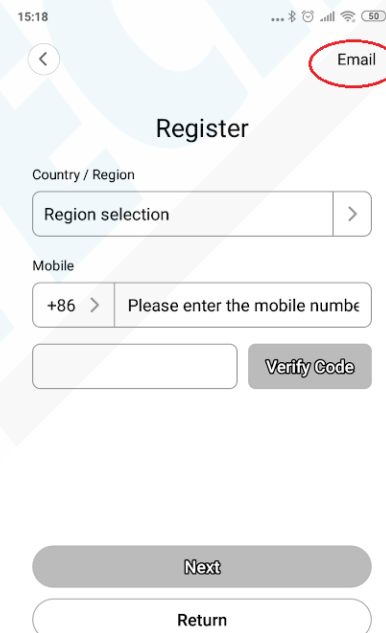 15:18
50
Email
Register
Country / Region
Region selection
Mobile
+86
Please enter the mobile numbe
Verify Code
Next
Return